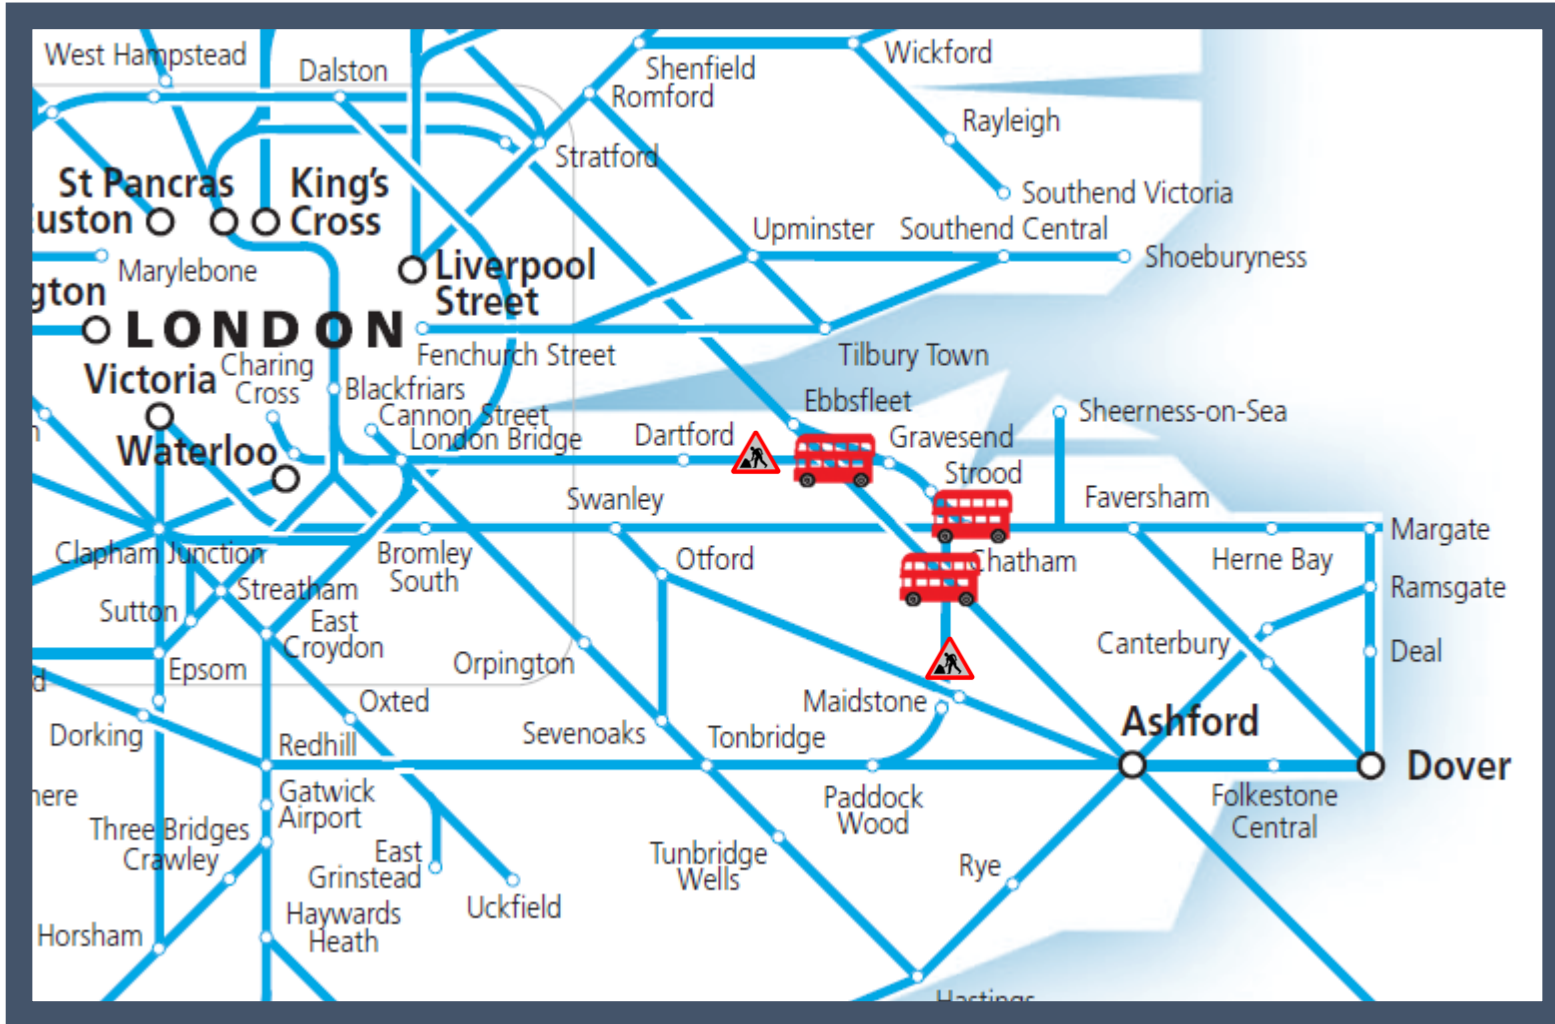 West Hampstead
Dalston
Shenfield
Romford
Wickford
Rayleigh
Stratford
St Pancras
King's
Cross
Southend Victoria
Upminster
Southend Central
Shoeburyness
Marylebone
Liverpool
Street
LONDON
Fenchurch Street
Tilbury Town
Victoria
Charing
Cross
Blackfriars
Cannon Street
London Bridge
Waterloo
Dartford
Ebbsfleet
Gravesend
Strood
Sheerness-on-Sea
Swanley
Faversham
Margate
Clapham Junction
Bromley
South
Otford
Chatham
Herne Bay
Ramsgate
Streatham
Sutton
East
Croydon
Orpington
Canterbury
Deal
Epsom
Oxted
Maidstone
Ashford
Dorking
Redhill
Sevenoaks
Tonbridge
Dover
Gatwick
Airport
Paddock
Wood
Folkestone
Central
Three Bridges
Crawley
East
Grinstead
Tunbridge
Wells
Rye
Uckfield
Haywards
Heath
Horsham
Hastings